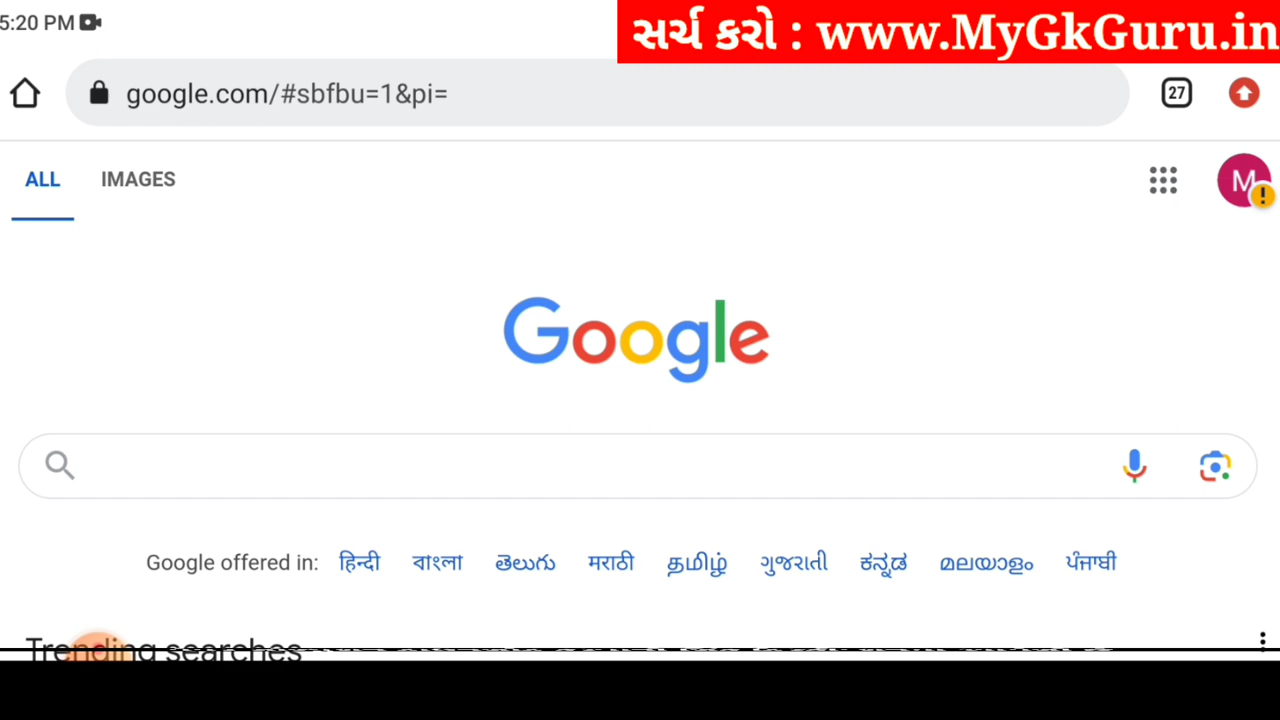 5:20 PM
સર્ચ કરો : www.MyGkGuru.in
google.com/#sbfbu=1&pi=
27
ALL IMAGES
M
Google
Google offered in: हिन्दी বাংলা తెలుగు मराठी தமிழ் ગુજરાતી ಕನ್ನಡ മലയാളം ਪੰਜਾਬੀ
Trending searches